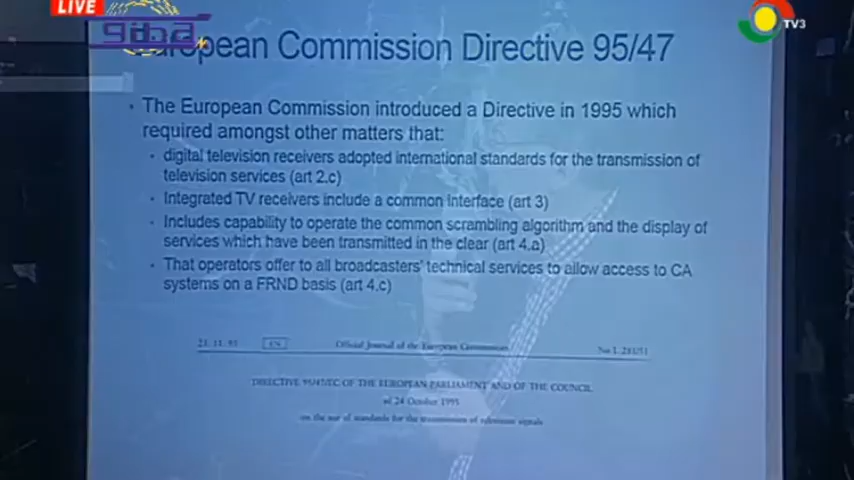 LIVE
giba
TV3
European Commission Directive 95/47
• The European Commission introduced a Directive in 1995 which
required amongst other matters that:
• digital television receivers adopted international standards for the transmission of
television services (art 2.c)
• Integrated TV receivers include a common interface (art 3)
• Includes capability to operate the common scrambling algorithm and the display of
services which have been transmitted in the clear (art 4.a)
• That operators offer to all broadcasters' technical services to allow access to CA
systems on a FRND basis (art 4.c)
EN
Official Journal of the European Communities
DIRECTIVE 95/47/EC OF THE EUROPEAN PARLIAMENT AND OF THE COUNCIL
of 24 October 1995
on the use of standards for the transmission of television signals